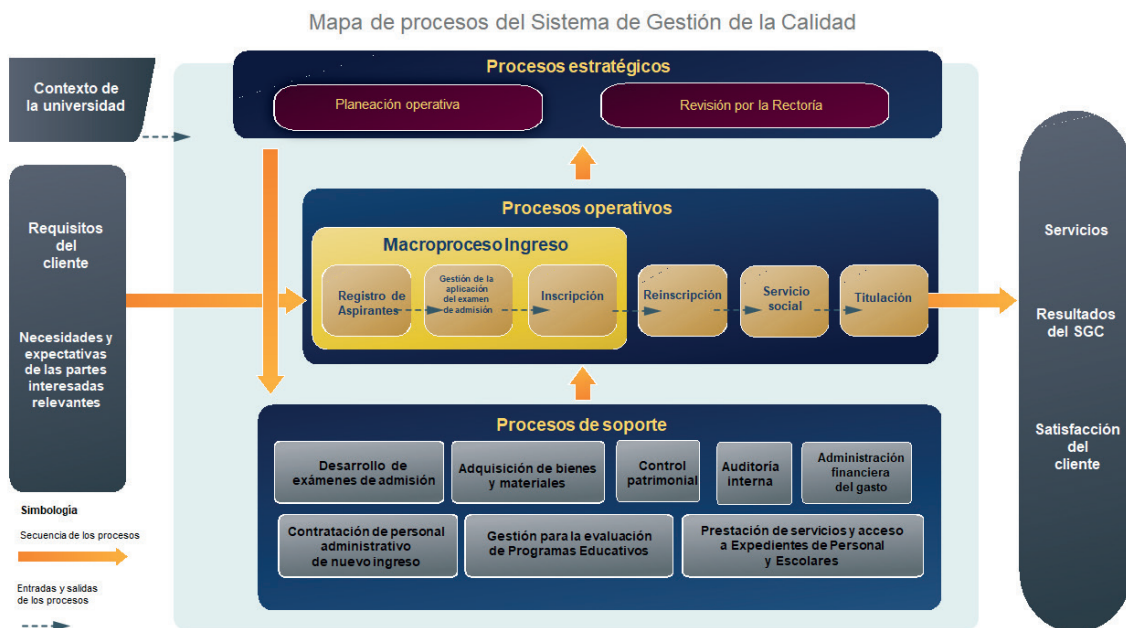 Mapa de procesos del Sistema de Gestión de la Calidad
Contexto de
la universidad
Procesos estratégicos
Planeación operativa
Revisión por la Rectoría
Requisitos
del
cliente
Necesidades y
expectativas
de las partes
interesadas
relevantes
Procesos operativos
Macroproceso Ingreso
Registro de
Aspirantes
Gestión de la
aplicación
del examen
de admisión
Inscripción
Reinscripción
Servicio
social
Titulación
Servicios
Resultados
del SGC
Satisfacción
del
cliente
Procesos de soporte
Desarrollo de
exámenes de admisión
Adquisición de bienes
y materiales
Control
patrimonial
Auditoría
interna
Administración
financiera
del gasto
Contratación de personal
administrativo
de nuevo ingreso
Gestión para la evaluación
de Programas Educativos
Prestación de servicios y acceso
a Expedientes de Personal
y Escolares
Simbología
Secuencia de los procesos
Entradas y salidas
de los procesos